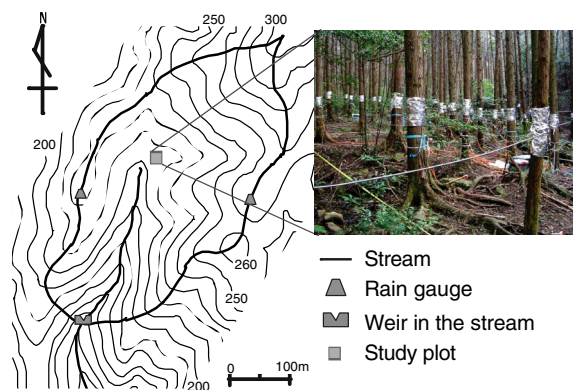 N
250
300
200
260
250
200
0 100m
Stream
Rain gauge
Weir in the stream
Study plot